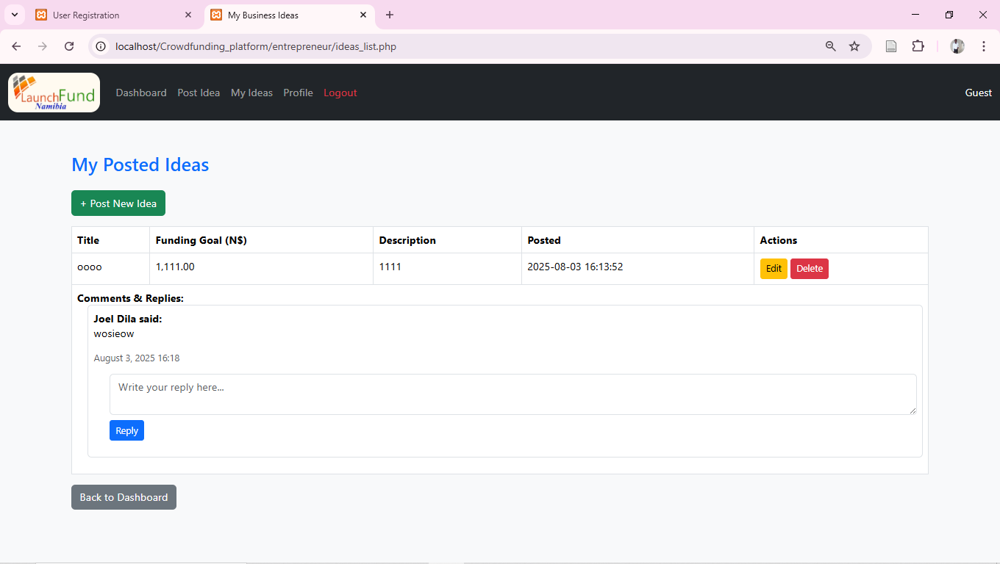 User Registration
My Business Ideas
localhost/Crowdfunding_platform/entrepreneur/ideas_list.php
LaunchFund
Namibia
Dashboard Post Idea My Ideas Profile Logout Guest
My Posted Ideas
+ Post New Idea
Title Funding Goal (N$) Description Posted Actions
oooo 1,111.00 1111 2025-08-03 16:13:52 Edit Delete
Comments & Replies:
Joel Dila said:
wosieow
August 3, 2025 16:18
Write your reply here...
Reply
Back to Dashboard